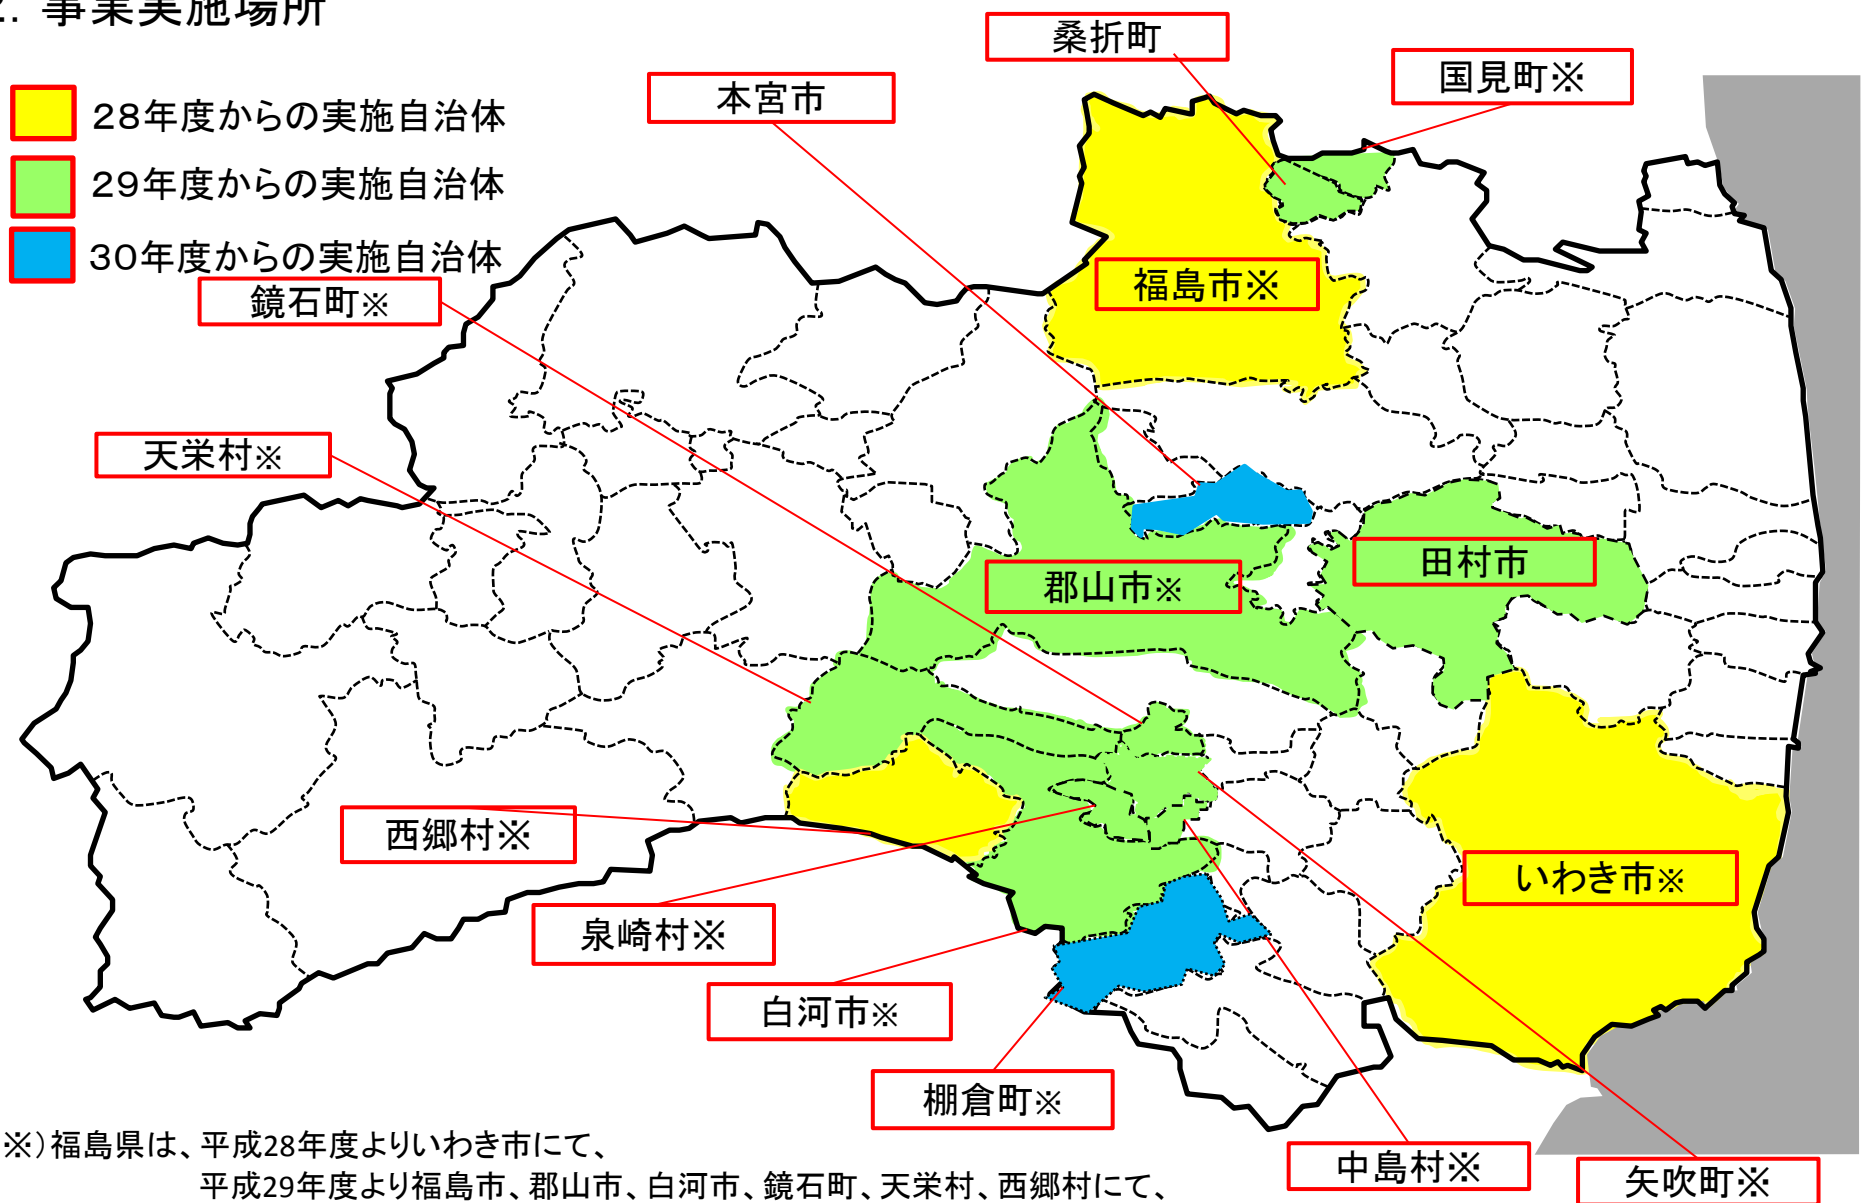 2. 事業実施場所
28年度からの実施自治体
29年度からの実施自治体
30年度からの実施自治体
桑折町
国見町※
本宮市
福島市※
鏡石町※
天栄村※
郡山市※
田村市
西郷村※
いわき市※
泉崎村※
白河市※
棚倉町※
中島村※
矢吹町※
※)福島県は、平成28年度よりいわき市にて、
平成29年度より福島市、郡山市、白河市、鏡石町、天栄村、西郷村にて、